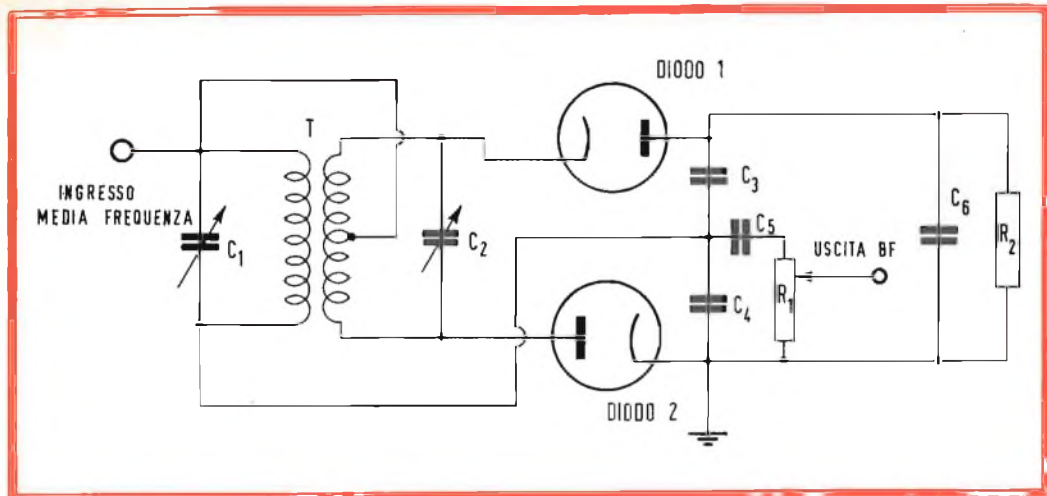 DIODO 1
T
INGRESSO
MEDIA FREQUENZA
C1
C2
C3
C5
C6
R2
USCITA BF
R1
C4
DIODO 2